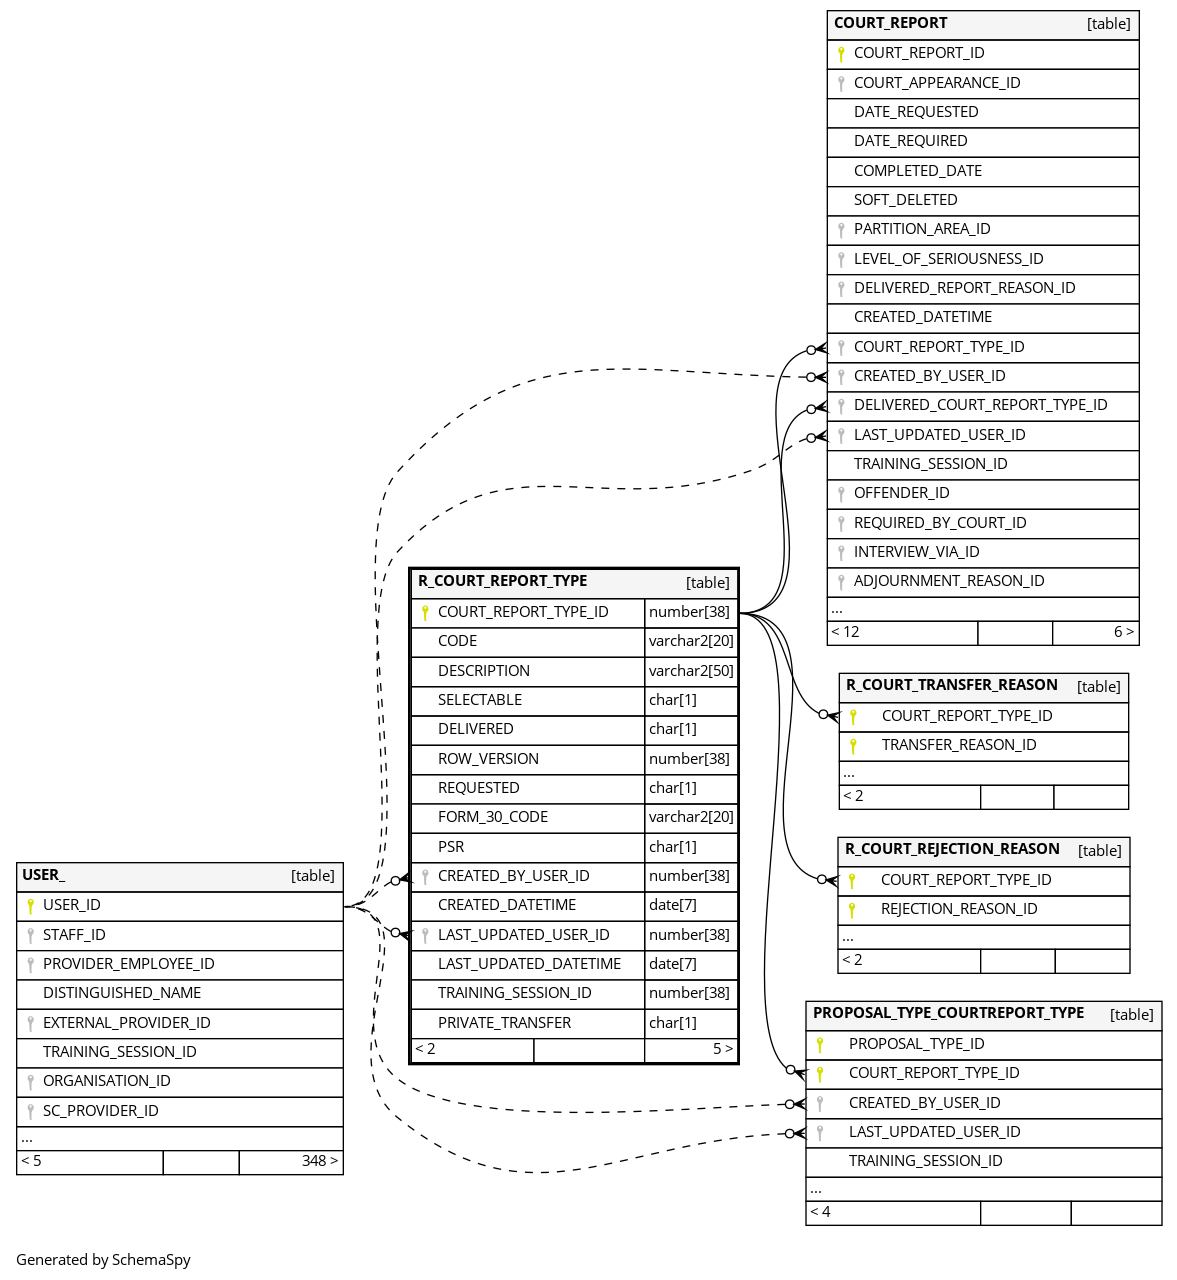 COURT_REPORT [table]
COURT_REPORT_ID
COURT_APPEARANCE_ID
DATE_REQUESTED
DATE_REQUIRED
COMPLETED_DATE
SOFT_DELETED
PARTITION_AREA_ID
LEVEL_OF_SERIOUSNESS_ID
DELIVERED_REPORT_REASON_ID
CREATED_DATETIME
COURT_REPORT_TYPE_ID
CREATED_BY_USER_ID
DELIVERED_COURT_REPORT_TYPE_ID
LAST_UPDATED_USER_ID
TRAINING_SESSION_ID
OFFENDER_ID
REQUIRED_BY_COURT_ID
INTERVIEW_VIA_ID
ADJOURNMENT_REASON_ID
...
< 12 6 >
R_COURT_REPORT_TYPE [table]
COURT_REPORT_TYPE_ID number[38]
CODE varchar2[20]
DESCRIPTION varchar2[50]
SELECTABLE char[1]
DELIVERED char[1]
ROW_VERSION number[38]
REQUESTED char[1]
FORM_30_CODE varchar2[20]
PSR char[1]
CREATED_BY_USER_ID number[38]
CREATED_DATETIME date[7]
LAST_UPDATED_USER_ID number[38]
LAST_UPDATED_DATETIME date[7]
TRAINING_SESSION_ID number[38]
PRIVATE_TRANSFER char[1]
< 2 5 >
R_COURT_TRANSFER_REASON [table]
COURT_REPORT_TYPE_ID
TRANSFER_REASON_ID
...
< 2
R_COURT_REJECTION_REASON [table]
COURT_REPORT_TYPE_ID
REJECTION_REASON_ID
...
< 2
USER_ [table]
USER_ID
STAFF_ID
PROVIDER_EMPLOYEE_ID
DISTINGUISHED_NAME
EXTERNAL_PROVIDER_ID
TRAINING_SESSION_ID
ORGANISATION_ID
SC_PROVIDER_ID
...
< 5 348 >
PROPOSAL_TYPE_COURTREPORT_TYPE [table]
PROPOSAL_TYPE_ID
COURT_REPORT_TYPE_ID
CREATED_BY_USER_ID
LAST_UPDATED_USER_ID
TRAINING_SESSION_ID
...
< 4
Generated by SchemaSpy